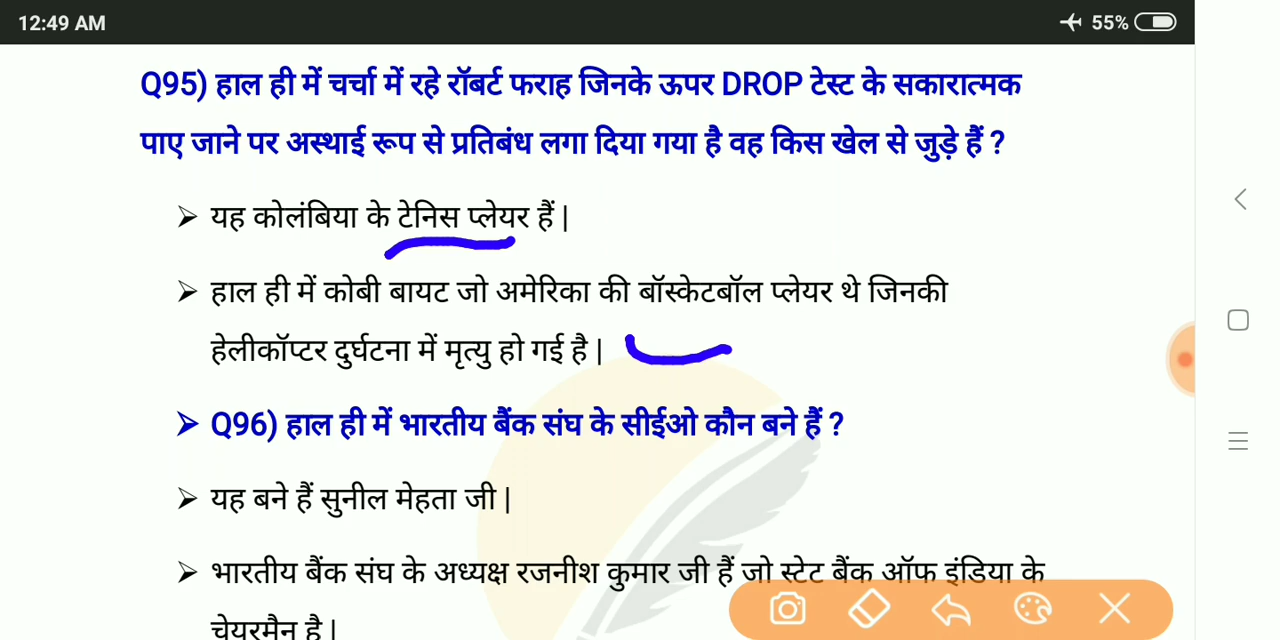 12:49 AM 55%
Q95) हाल ही में चर्चा में रहे रॉबर्ट फराह जिनके ऊपर DROP टेस्ट के सकारात्मक
पाए जाने पर अस्थाई रूप से प्रतिबंध लगा दिया गया है वह किस खेल से जुड़े हैं ?
➢ यह कोलंबिया के टेनिस प्लेयर हैं |
➢ हाल ही में कोबी बायट जो अमेरिका की बॉस्केटबॉल प्लेयर थे जिनकी
हेलीकॉप्टर दुर्घटना में मृत्यु हो गई है |
➢ Q96) हाल ही में भारतीय बैंक संघ के सीईओ कौन बने हैं ?
➢ यह बने हैं सुनील मेहता जी |
➢ भारतीय बैंक संघ के अध्यक्ष रजनीश कुमार जी हैं जो स्टेट बैंक ऑफ इंडिया के
चेयरमैन है |